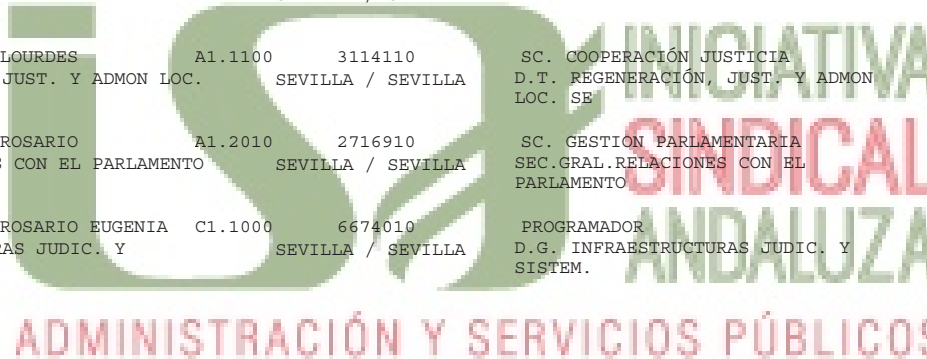 LOURDES A1.1100 3114110 SC. COOPERACIÓN JUSTICIA
JUST. Y ADMON LOC. SEVILLA / SEVILLA D.T. REGENERACIÓN, JUST. Y ADMON
LOC. SE
ROSARIO A1.2010 2716910 SC. GESTION PARLAMENTARIA
CON EL PARLAMENTO SEVILLA / SEVILLA SEC.GRAL.RELACIONES CON EL
PARLAMENTO
ROSARIO EUGENIA C1.1000 6674010 PROGRAMADOR
RAS JUDIC. Y SEVILLA / SEVILLA D.G. INFRAESTRUCTURAS JUDIC. Y
SISTEM.
isa
INICIATIVA
SINDICAL
ANDALUZA
ADMINISTRACIÓN Y SERVICIOS PÚBLICOS